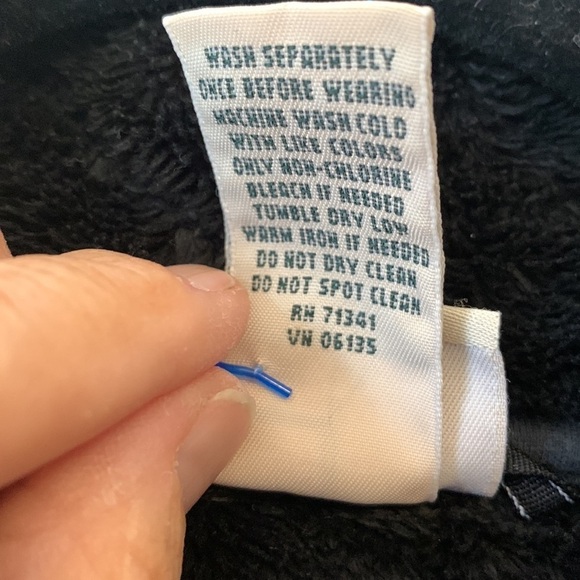 WASH SEPARATELY
ONCE BEFORE WEARING
MACHINE WASH COLD
WITH LIKE COLORS
ONLY NON-CHLORINE
BLEACH IF NEEDED
TUMBLE DRY LOW
WARM IRON IF NEEDED
DO NOT DRY CLEAN
DO NOT SPOT CLEAN
RN 71341
VN 06135